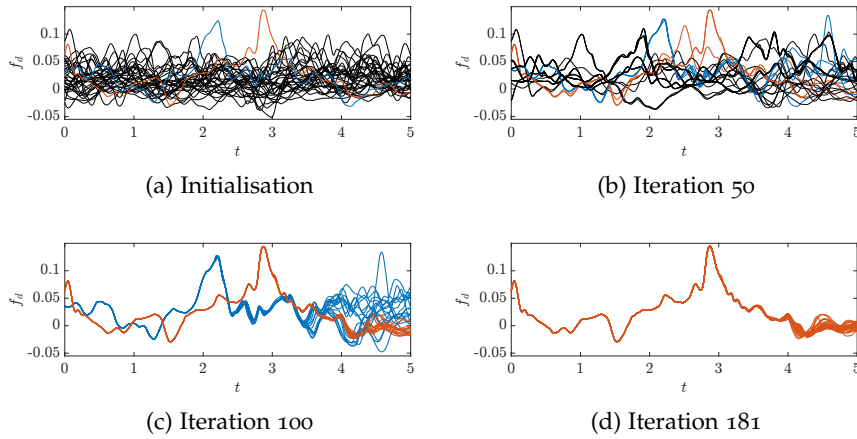 0.1
0.05
0
-0.05
f_d
0 1 2 3 4 5
t
(a) Initialisation
0.1
0.05
0
-0.05
f_d
0 1 2 3 4 5
t
(b) Iteration 50
0.1
0.05
0
-0.05
f_d
0 1 2 3 4 5
t
(c) Iteration 100
0.1
0.05
0
-0.05
f_d
0 1 2 3 4 5
t
(d) Iteration 181